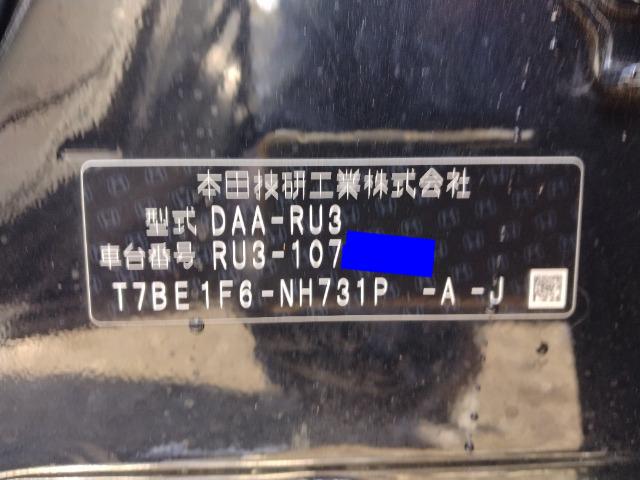 本田技研工業株式会社
型式 DAA-RU3
車台番号 RU3-107
T7BE1F6-NH731P -A-J